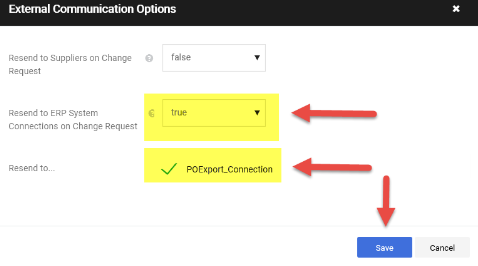 External Communication Options
Resend to Suppliers on Change
Request
false
Resend to ERP System
Connections on Change Request
true
Resend to...
POExport_Connection
Save
Cancel